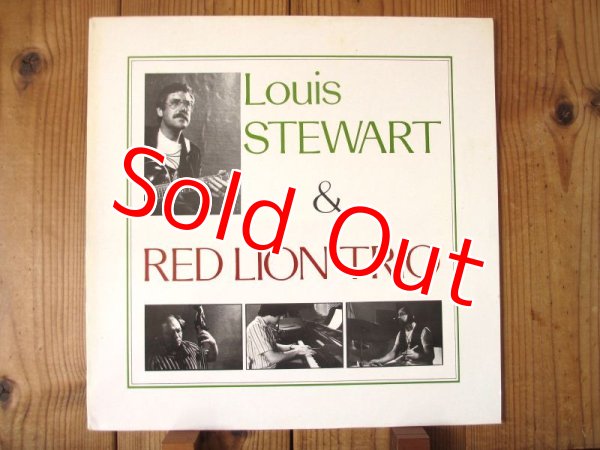 Louis
STEWART
&
RED LION TRIO
Sold Out